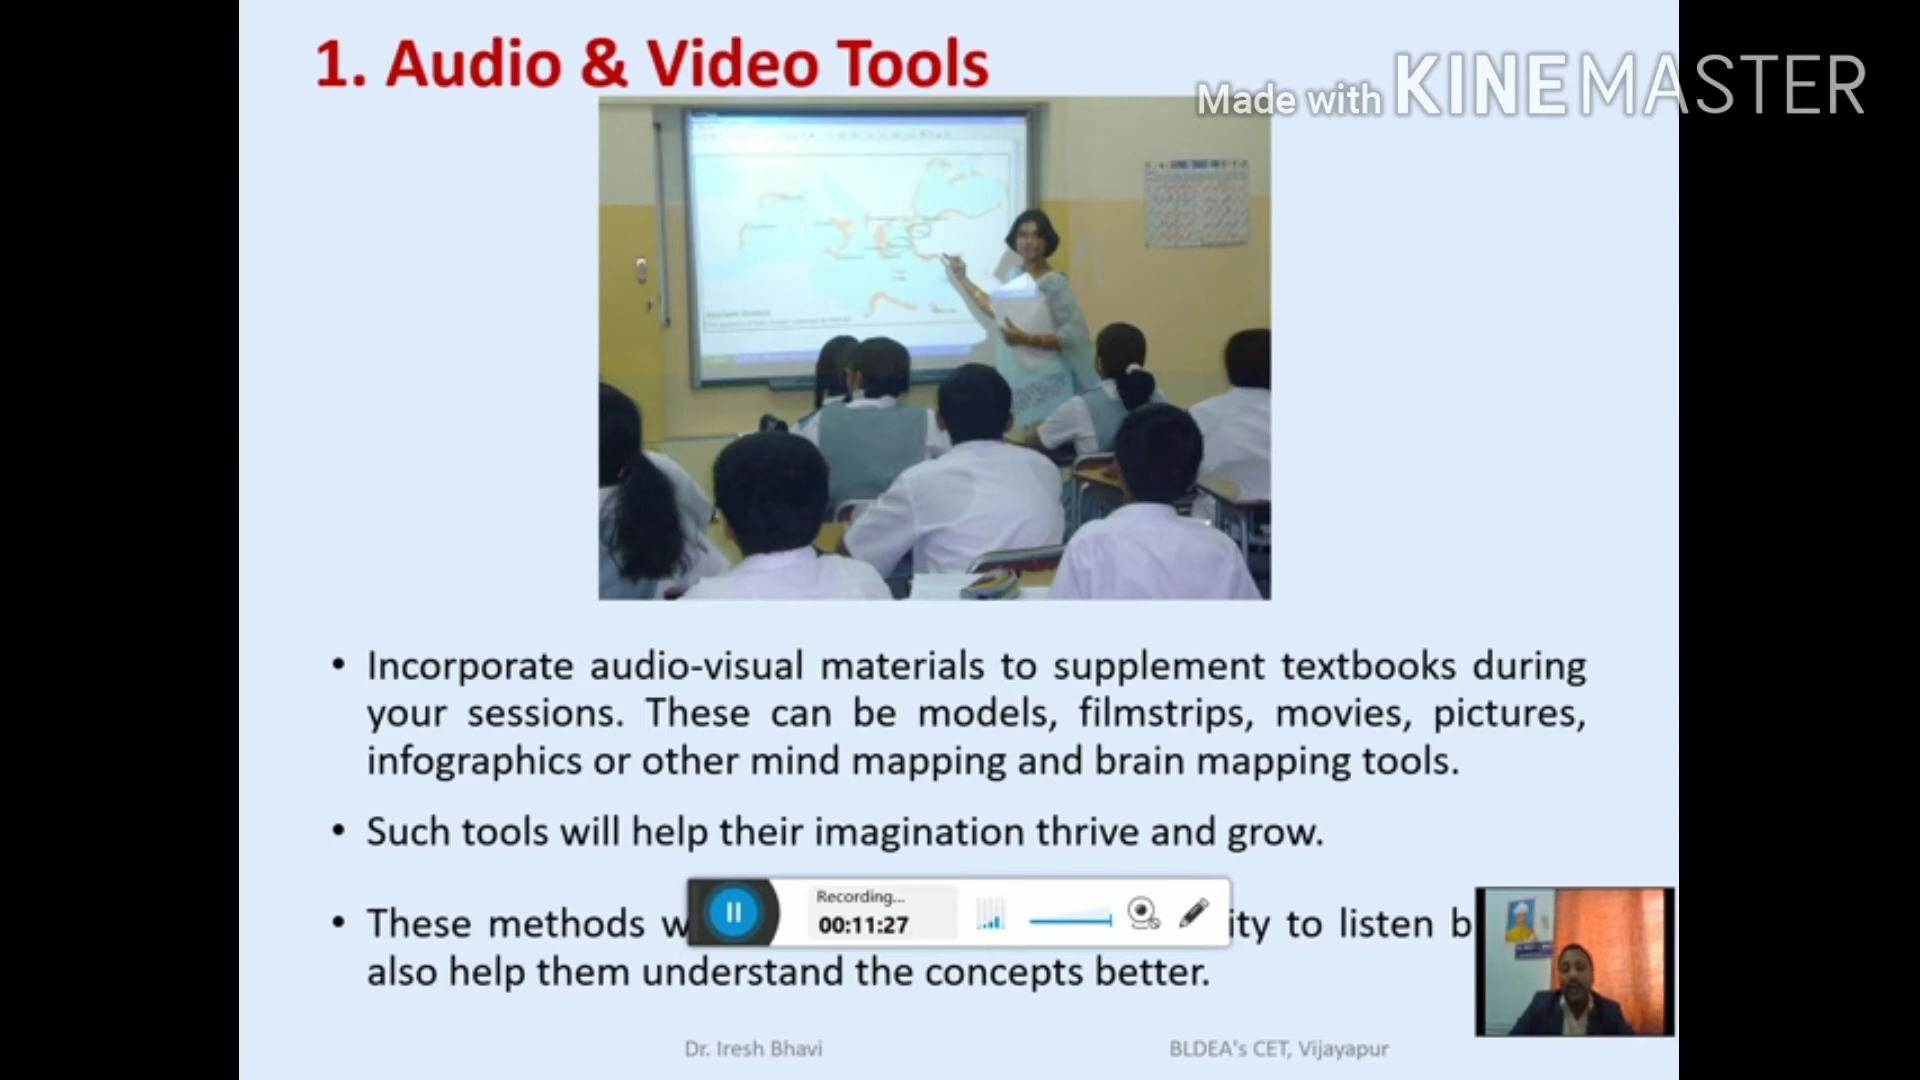 1. Audio & Video Tools
Made with KINEMASTER
• Incorporate audio-visual materials to supplement textbooks during
your sessions. These can be models, filmstrips, movies, pictures,
infographics or other mind mapping and brain mapping tools.
• Such tools will help their imagination thrive and grow.
Recording...
00:11:27
• These methods to listen
also help them understand the concepts better.
Dr. Iresh Bhavi
BLDEA's CET, Vijayapur